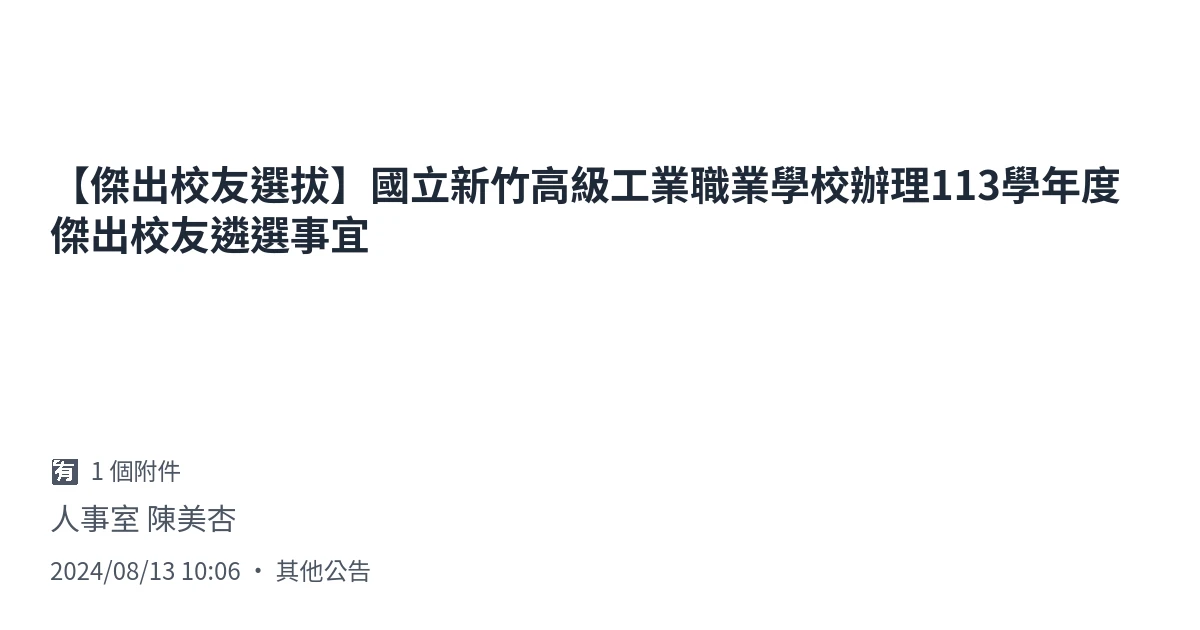 【傑出校友選拔】國立新竹高級工業職業學校辦理113學年度
傑出校友遴選事宜
有 1 個附件
人事室 陳美杏
2024/08/13 10:06 • 其他公告